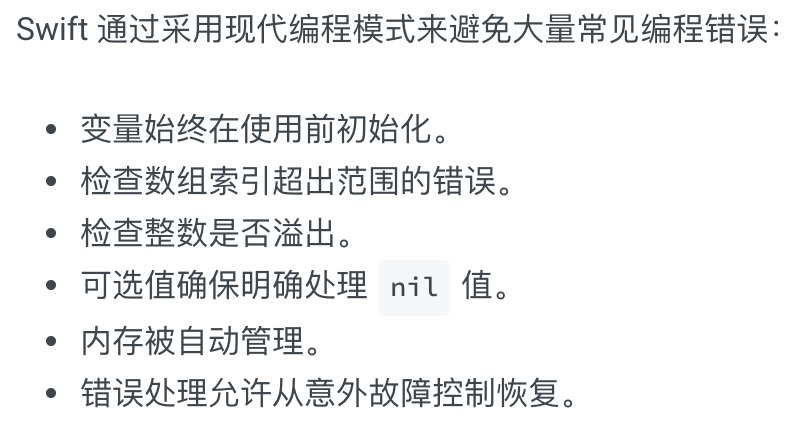 Swift 通过采用现代编程模式来避免大量常见编程错误：
• 变量始终在使用前初始化。
• 检查数组索引超出范围的错误。
• 检查整数是否溢出。
• 可选值确保明确处理 nil 值。
• 内存被自动管理。
• 错误处理允许从意外故障控制恢复。